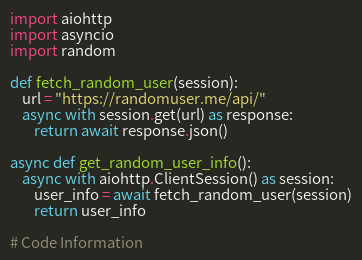 import aiohttp
import asyncio
import random

def fetch_random_user(session):
    url = "https://randomuser.me/api/"
    async with session.get(url) as response:
        return await response.json()

async def get_random_user_info():
    async with aiohttp.ClientSession() as session:
        user_info = await fetch_random_user(session)
        return user_info

# Code Information